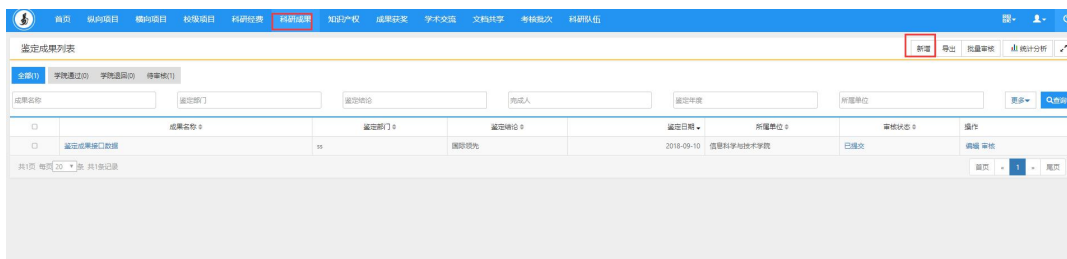 首页 纵向项目 横向项目 校级项目 科研经费 科研成果 知识产权 成果获奖 学术交流 文档共享 考核批次 科研队伍
鉴定成果列表 新增 导出 批量审核 统计分析
全部(1) 学院通过(0) 学院退回(0) 待审核(1)
成果名称 鉴定部门 鉴定结论 完成人 鉴定年度 所属单位 更多 查询
成果名称 鉴定部门 鉴定结论 鉴定日期 所属单位 审核状态 操作
鉴定成果接口数据 ss 国际领先 2018-09-10 信息科学与技术学院 已提交 编辑 审核
共1页 每页 20 条 共1条记录 首页 « 1 » 尾页